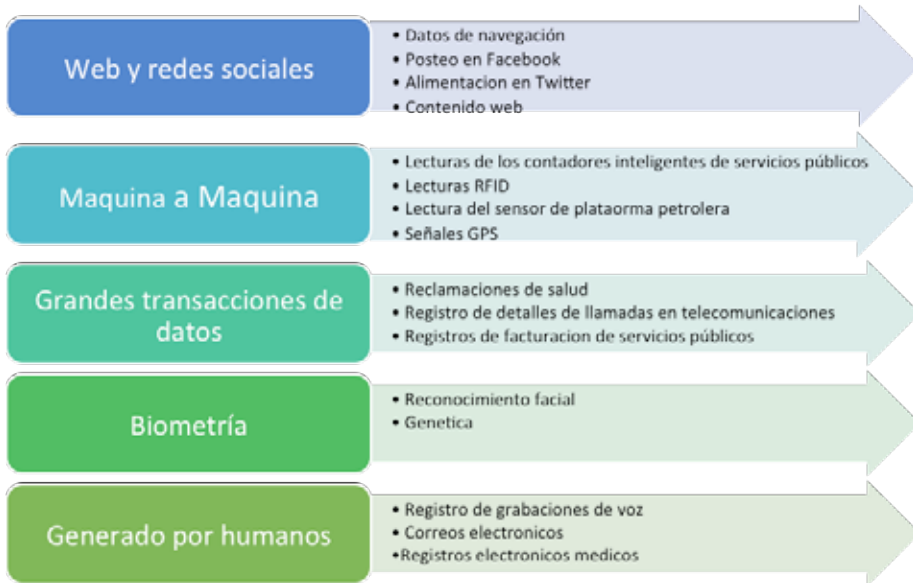 Web y redes sociales
• Datos de navegación
• Posteo en Facebook
• Alimentacion en Twitter
• Contenido web
Maquina a Maquina
• Lecturas de los contadores inteligentes de servicios públicos
• Lecturas RFID
• Lectura del sensor de plataorma petrolera
• Señales GPS
Grandes transacciones de
datos
• Reclamaciones de salud
• Registro de detalles de llamadas en telecomunicaciones
• Registros de facturacion de servicios públicos
Biometría
• Reconocimiento facial
• Genetica
Generado por humanos
• Registro de grabaciones de voz
• Correos electronicos
•Registros electronicos medicos